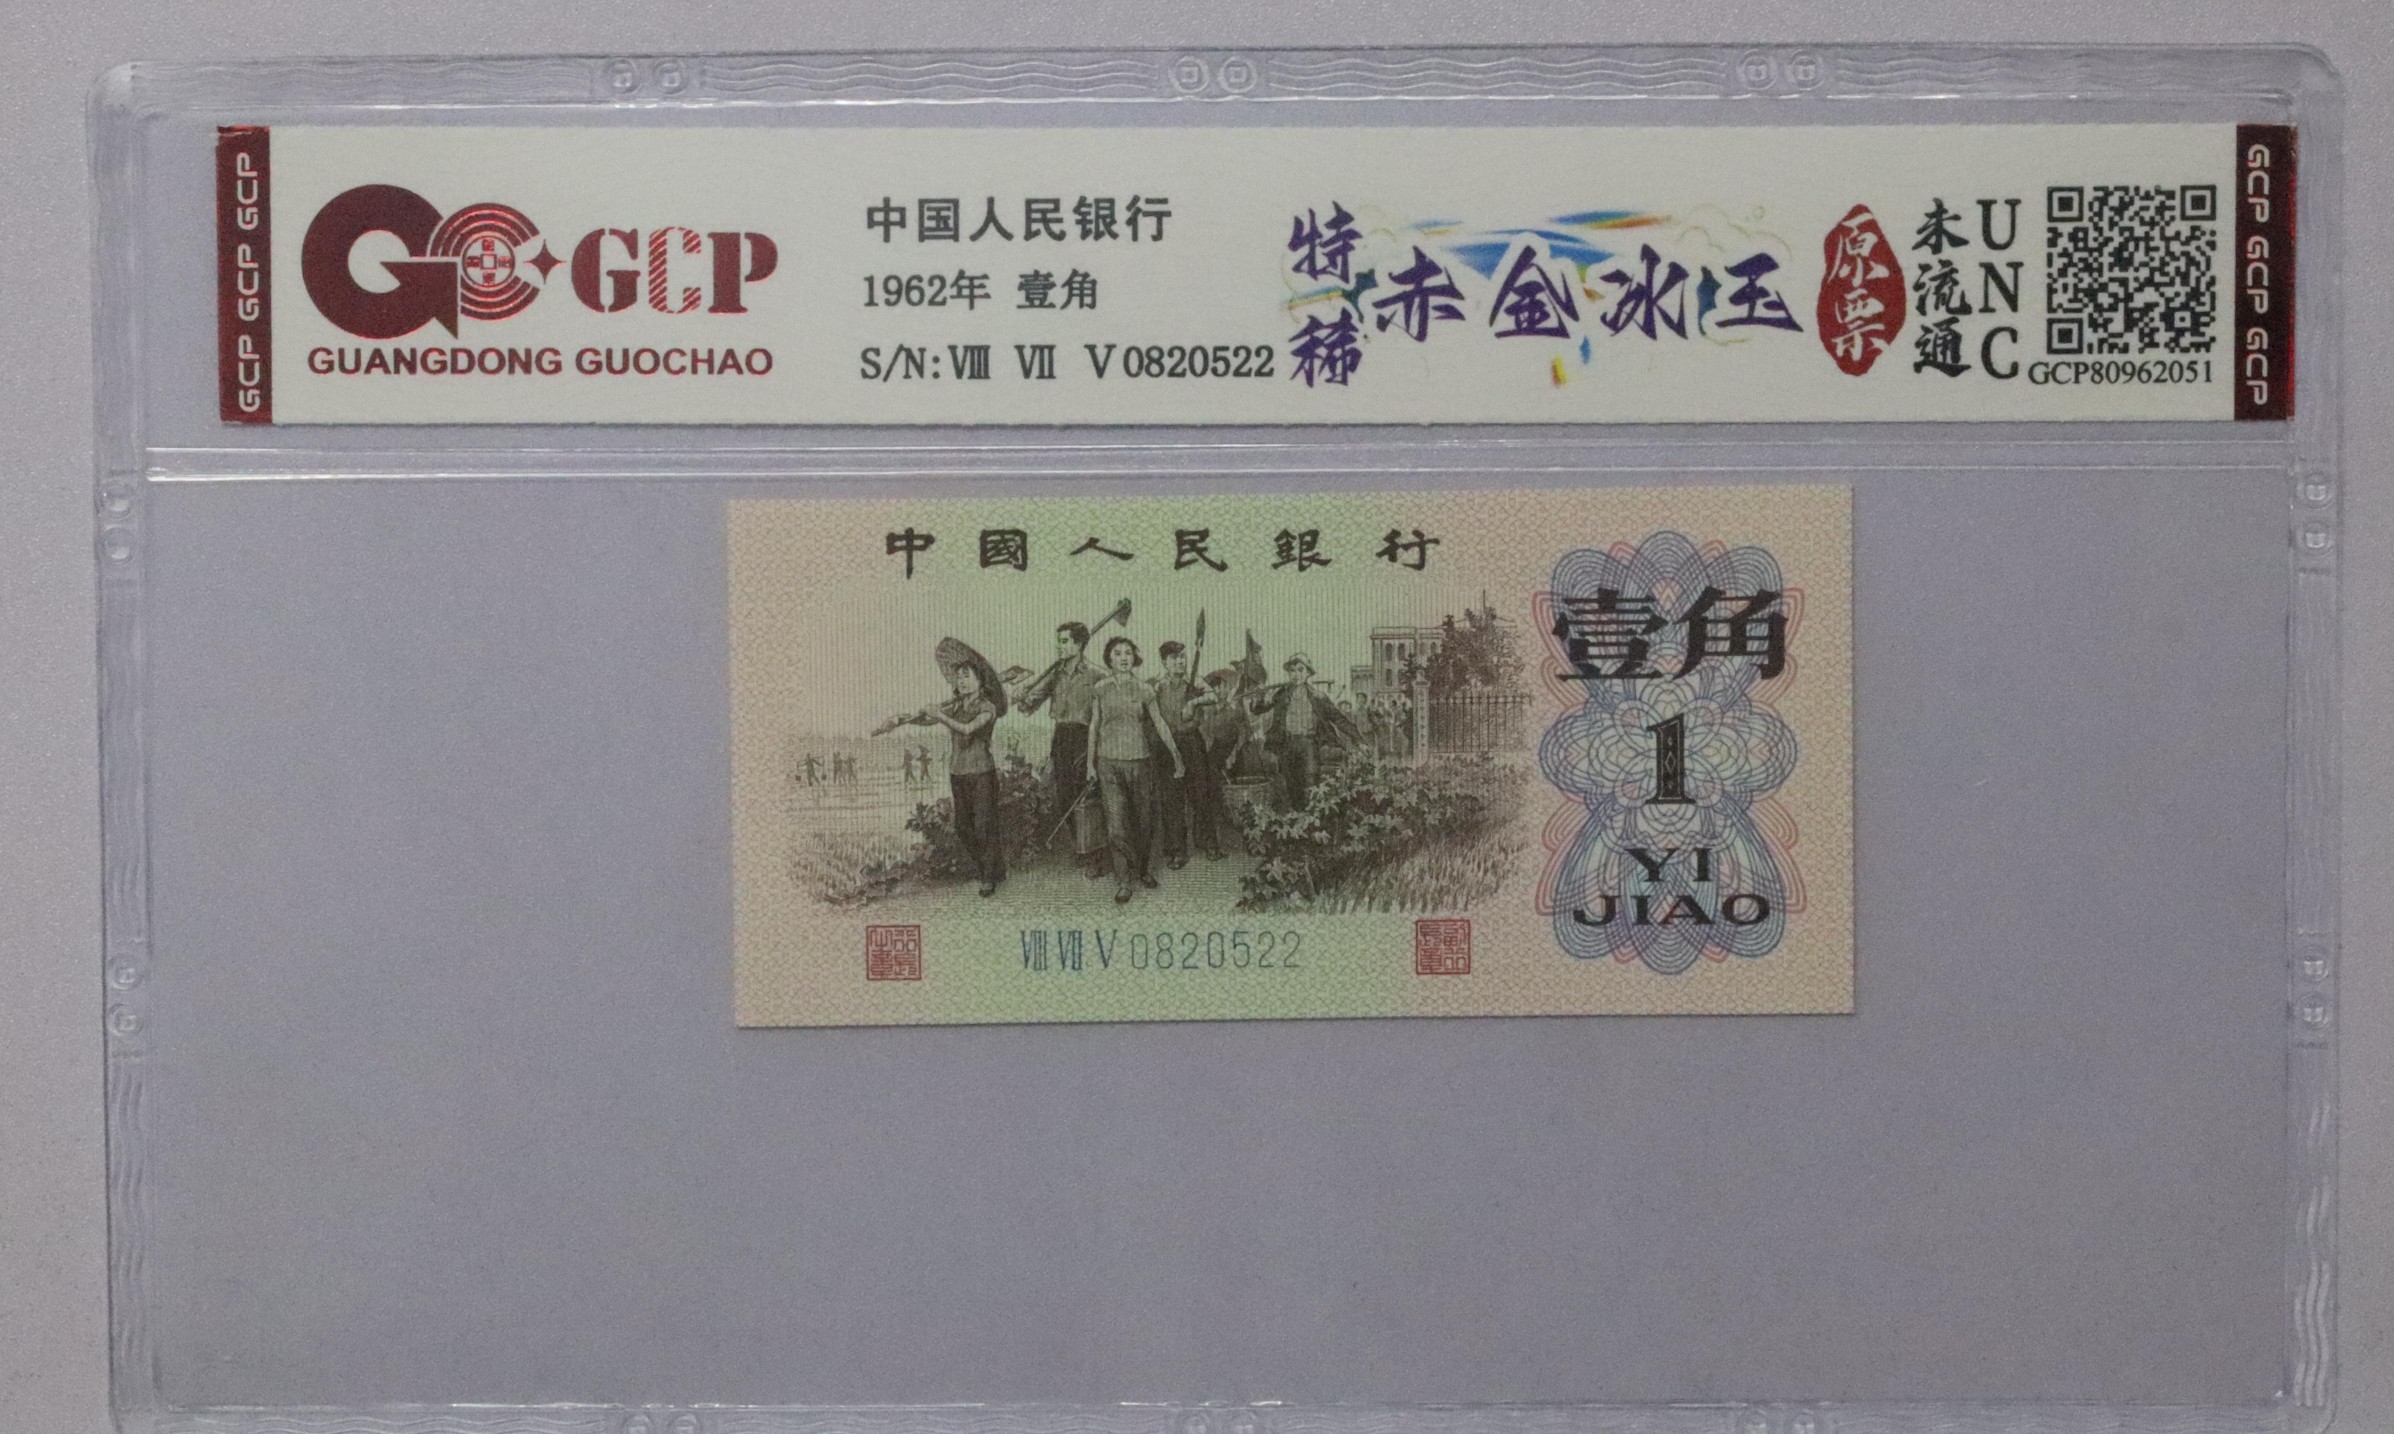 GCP GCP GCP
GCP
GUANGDONG GUOCHAO
中国人民银行
1962年 壹角
S/N: Ⅷ Ⅶ Ⅴ 0820522
特稀
赤金冰玉
原票
未流通
UNC
GCP80962051
GCP GCP GCP
中國人民銀行
壹角
1
YI
JIAO
Ⅷ Ⅶ Ⅴ 0820522